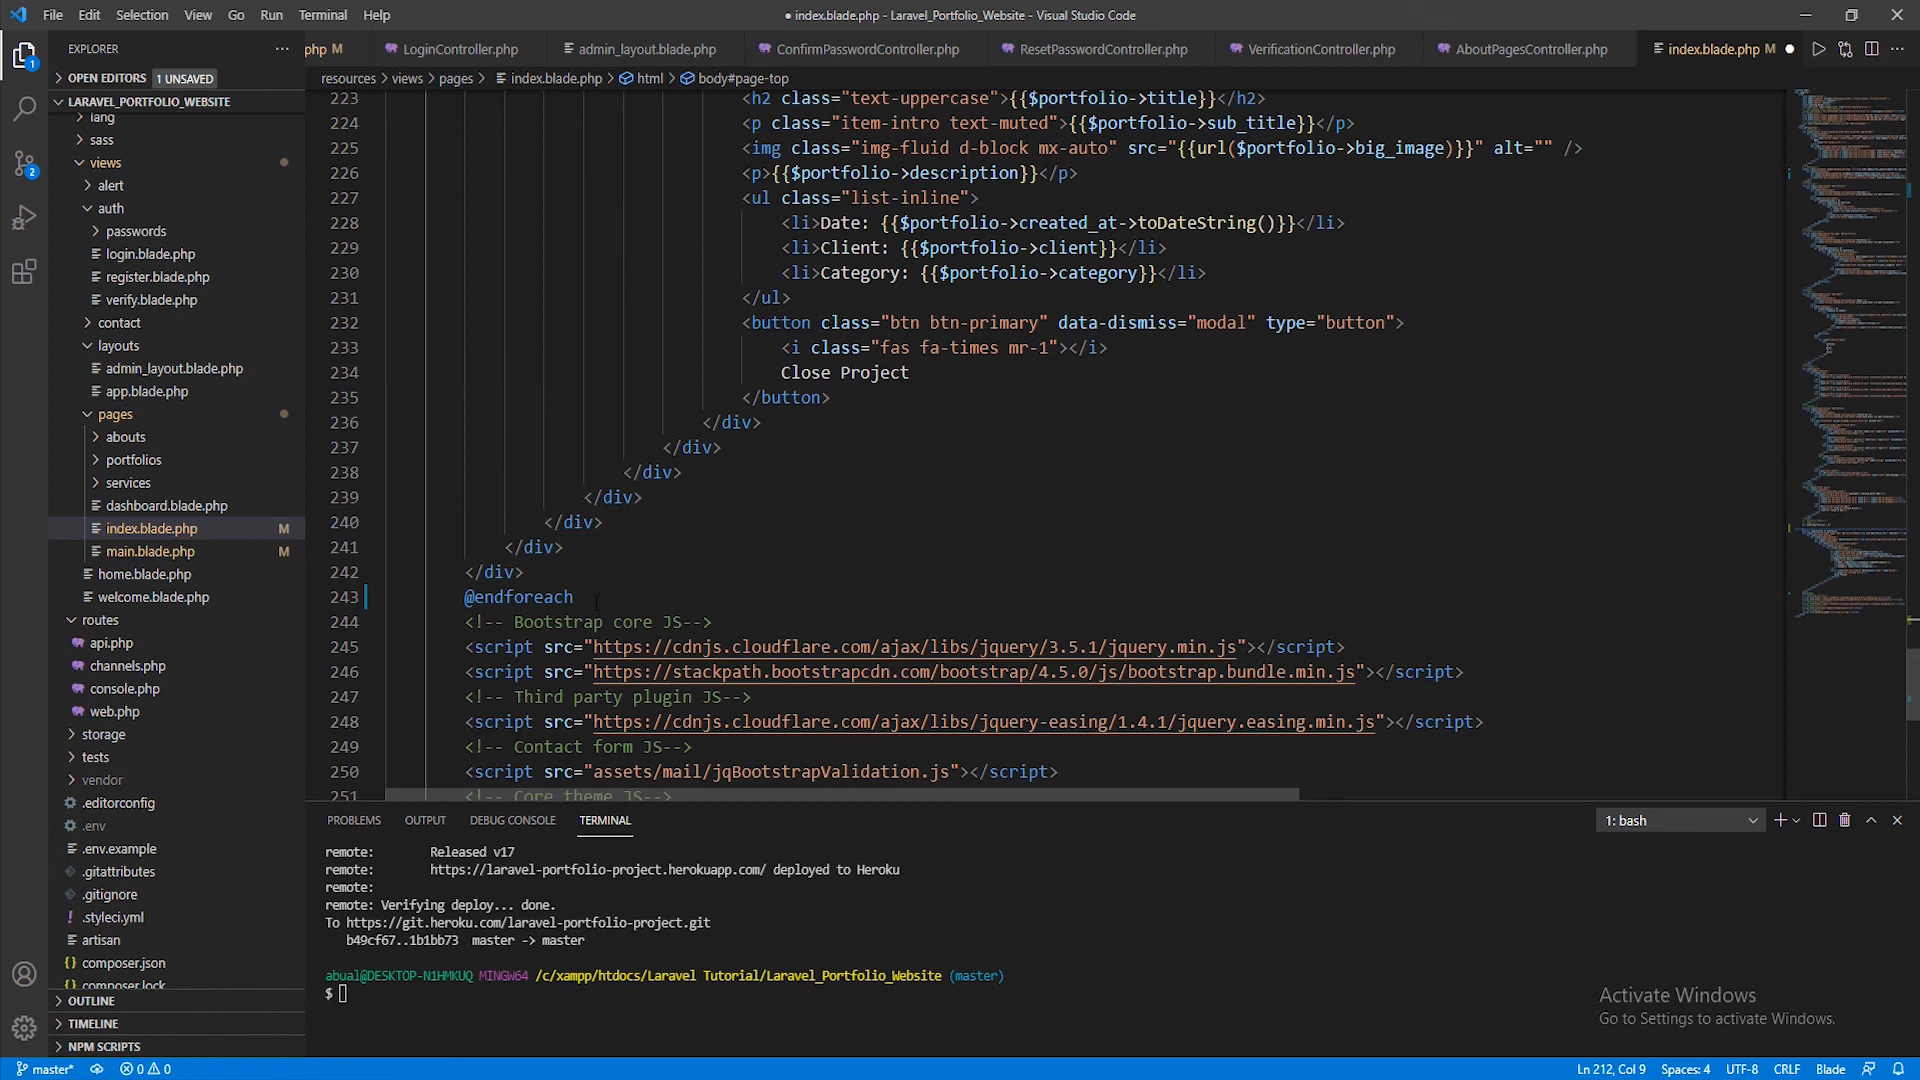 File Edit Selection View Go Run Terminal Help
● index.blade.php - Laravel_Portfolio_Website - Visual Studio Code
EXPLORER
php M
LoginController.php
admin_layout.blade.php
ConfirmPasswordController.php
ResetPasswordController.php
VerificationController.php
AboutPagesController.php
index.blade.php M
OPEN EDITORS 1 UNSAVED
resources > views > pages > index.blade.php > html > body#page-top
LARAVEL_PORTFOLIO_WEBSITE
lang
sass
views
alert
auth
passwords
login.blade.php
register.blade.php
verify.blade.php
contact
layouts
admin_layout.blade.php
app.blade.php
pages
abouts
portfolios
services
dashboard.blade.php
index.blade.php M
main.blade.php M
home.blade.php
welcome.blade.php
routes
api.php
channels.php
console.php
web.php
storage
tests
vendor
.editorconfig
.env
.env.example
.gitattributes
.gitignore
.styleci.yml
artisan
composer.json
composer.lock
OUTLINE
TIMELINE
NPM SCRIPTS
223 <h2 class="text-uppercase">{{$portfolio->title}}</h2>
224 <p class="item-intro text-muted">{{$portfolio->sub_title}}</p>
225 <img class="img-fluid d-block mx-auto" src="{{url($portfolio->big_image)}}" alt="" />
226 <p>{{$portfolio->description}}</p>
227 <ul class="list-inline">
228 <li>Date: {{$portfolio->created_at->toDateString()}}</li>
229 <li>Client: {{$portfolio->client}}</li>
230 <li>Category: {{$portfolio->category}}</li>
231 </ul>
232 <button class="btn btn-primary" data-dismiss="modal" type="button">
233 <i class="fas fa-times mr-1"></i>
234 Close Project
235 </button>
236 </div>
237 </div>
238 </div>
239 </div>
240 </div>
241 </div>
242 </div>
243 @endforeach
244 <!-- Bootstrap core JS-->
245 <script src="https://cdnjs.cloudflare.com/ajax/libs/jquery/3.5.1/jquery.min.js"></script>
246 <script src="https://stackpath.bootstrapcdn.com/bootstrap/4.5.0/js/bootstrap.bundle.min.js"></script>
247 <!-- Third party plugin JS-->
248 <script src="https://cdnjs.cloudflare.com/ajax/libs/jquery-easing/1.4.1/jquery.easing.min.js"></script>
249 <!-- Contact form JS-->
250 <script src="assets/mail/jqBootstrapValidation.js"></script>
251 <!-- Core theme JS-->
PROBLEMS OUTPUT DEBUG CONSOLE TERMINAL
1: bash
remote: Released v17
remote: https://laravel-portfolio-project.herokuapp.com/ deployed to Heroku
remote:
remote: Verifying deploy... done.
To https://git.heroku.com/laravel-portfolio-project.git
b49cf67..1b1bb73 master -> master
abual@DESKTOP-N1HMKUQ MINGW64 /c/xampp/htdocs/Laravel Tutorial/Laravel_Portfolio_Website (master)
$
Activate Windows
Go to Settings to activate Windows.
1
2
master* 0 0
Ln 212, Col 9 Spaces: 4 UTF-8 CRLF Blade